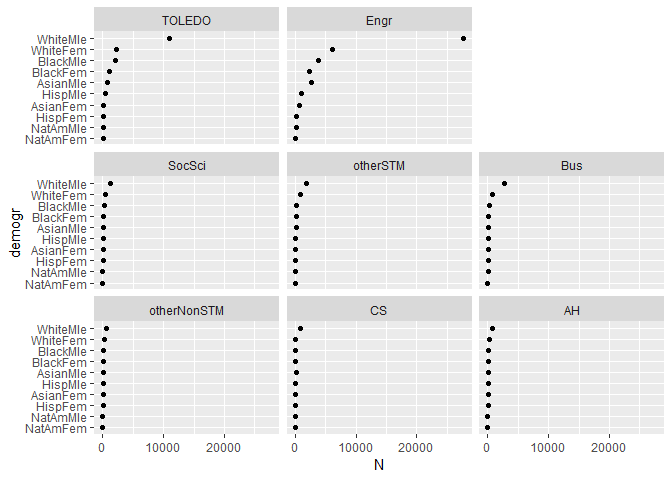 TOLEDO Engr
WhiteMle
WhiteFem
BlackMle
BlackFem
AsianMle
HispMle
AsianFem
HispFem
NatAmMle
NatAmFem
SocSci otherSTM Bus
WhiteMle
WhiteFem
BlackMle
BlackFem
AsianMle
HispMle
AsianFem
HispFem
NatAmMle
NatAmFem
demogr
otherNonSTM CS AH
WhiteMle
WhiteFem
BlackMle
BlackFem
AsianMle
HispMle
AsianFem
HispFem
NatAmMle
NatAmFem
0 10000 20000 0 10000 20000 0 10000 20000
N